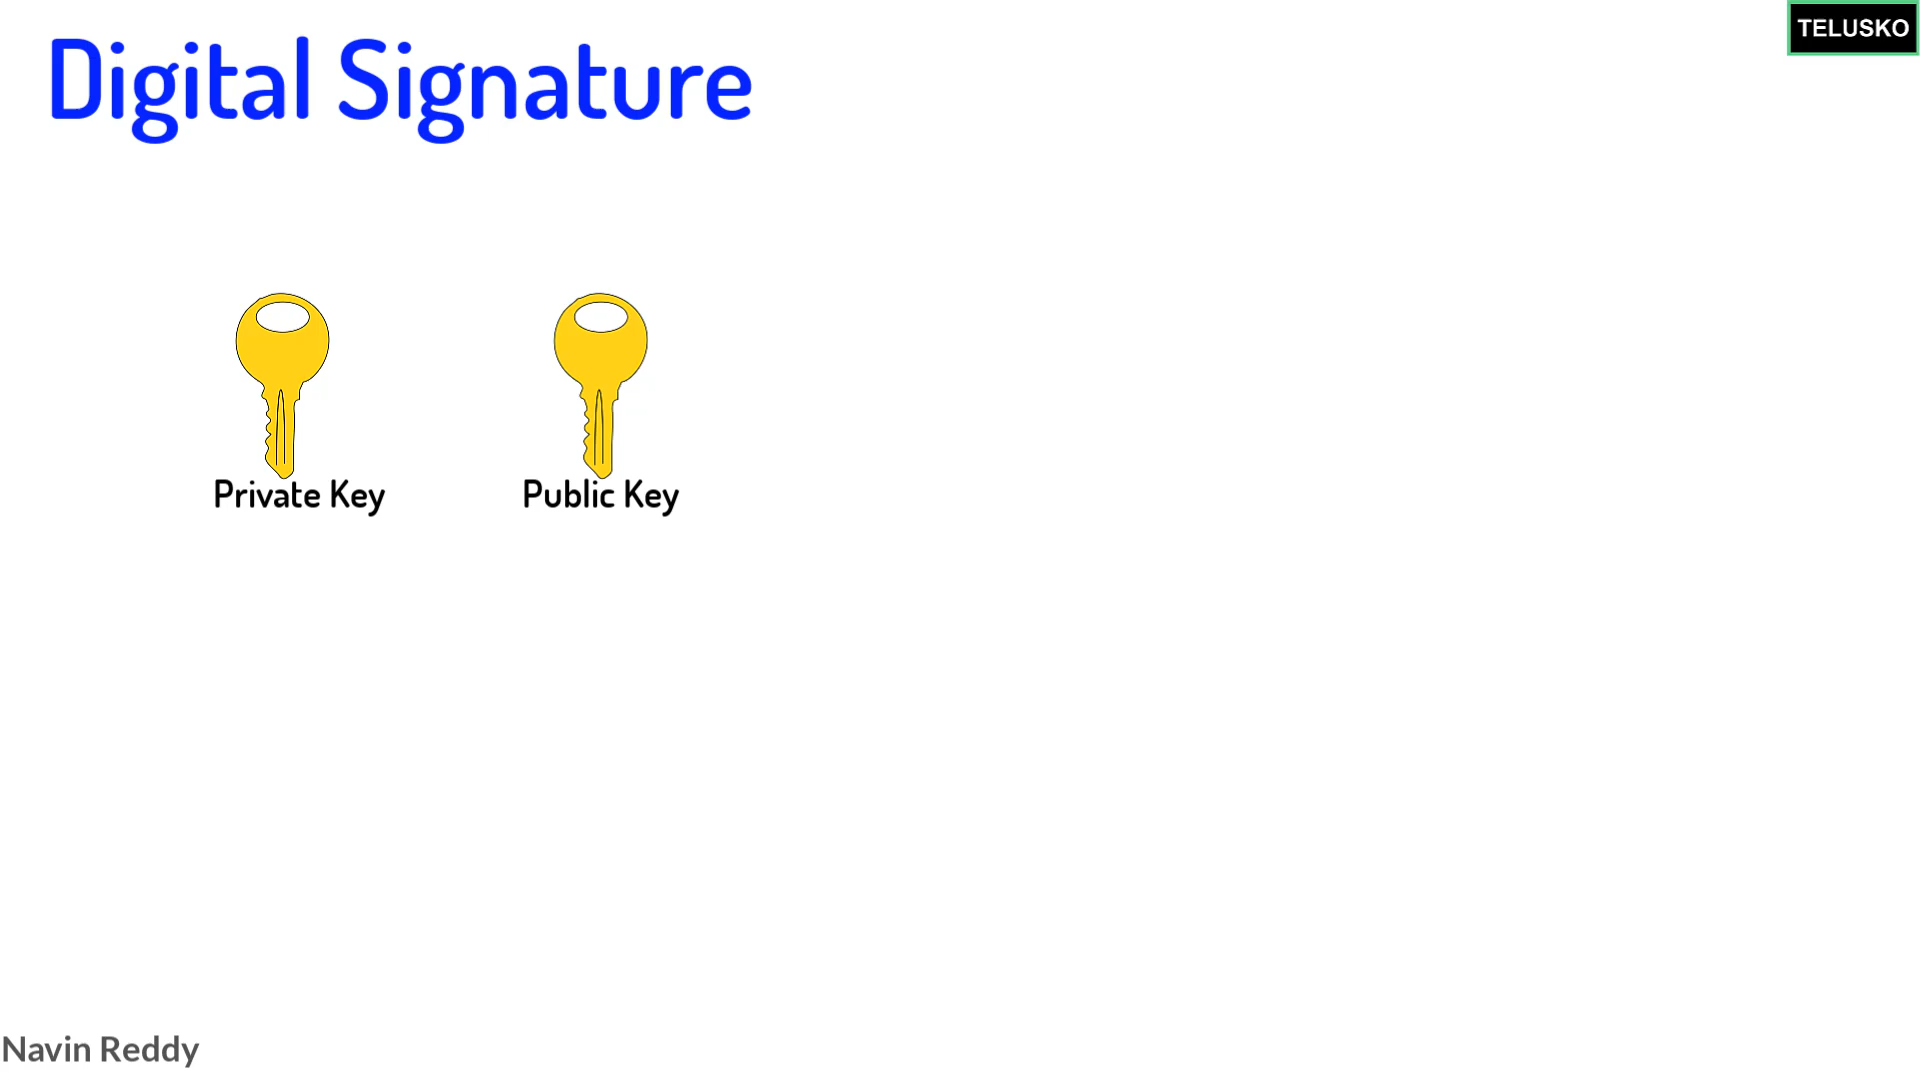 TELUSKO
Digital Signature
Private Key
Public Key
Navin Reddy